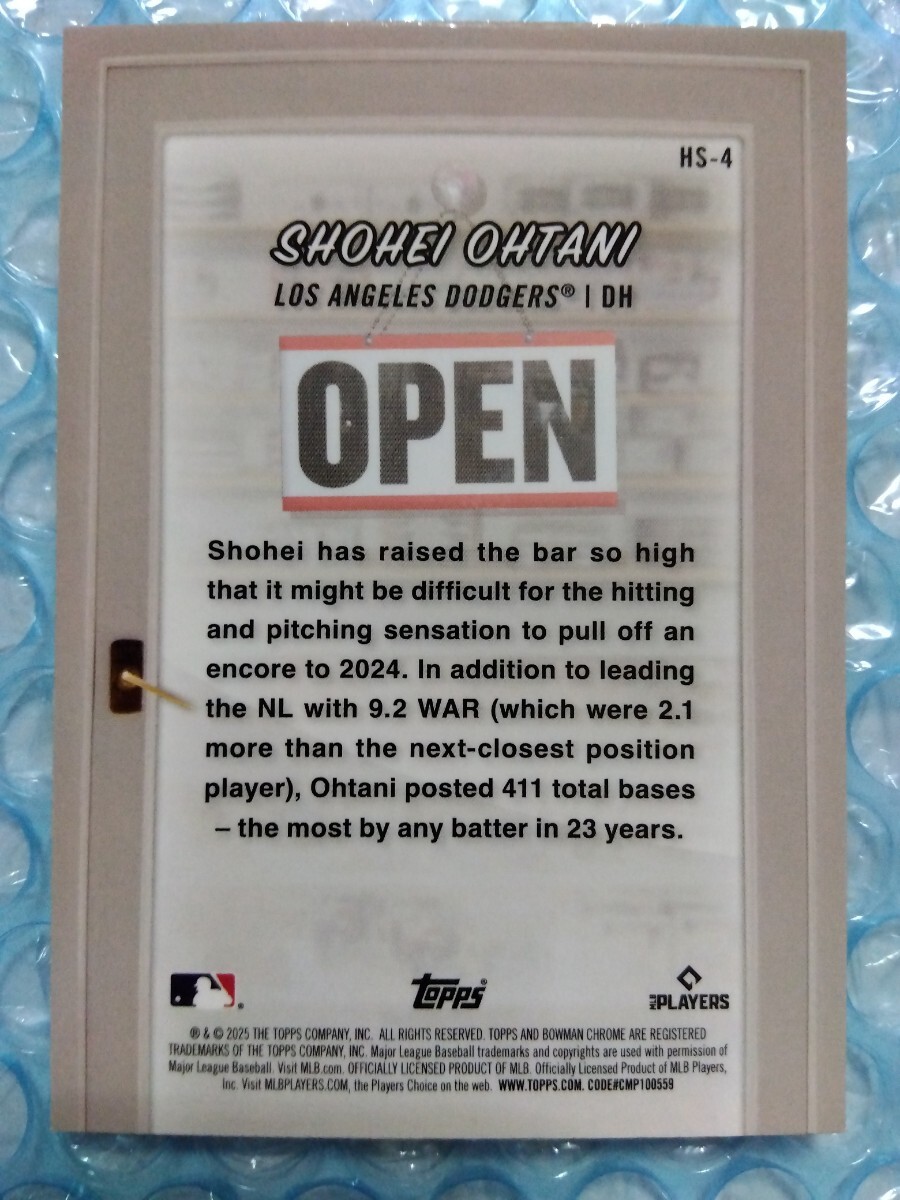 HS-4
SHOHEI OHTANI
LOS ANGELES DODGERS® | DH
OPEN
Shohei has raised the bar so high
that it might be difficult for the hitting
and pitching sensation to pull off an
encore to 2024. In addition to leading
the NL with 9.2 WAR (which were 2.1
more than the next-closest position
player), Ohtani posted 411 total bases
– the most by any batter in 23 years.
topps®
MLB PLAYERS
® & © 2025 THE TOPPS COMPANY, INC. ALL RIGHTS RESERVED. TOPPS AND BOWMAN CHROME ARE REGISTERED
TRADEMARKS OF THE TOPPS COMPANY, INC. Major League Baseball trademarks and copyrights are used with permission of
Major League Baseball. Visit MLB.com. OFFICIALLY LICENSED PRODUCT OF MLB. Officially Licensed Product of MLB Players,
Inc. Visit MLBPLAYERS.COM, the Players Choice on the web. WWW.TOPPS.COM. CODE#CMP100559